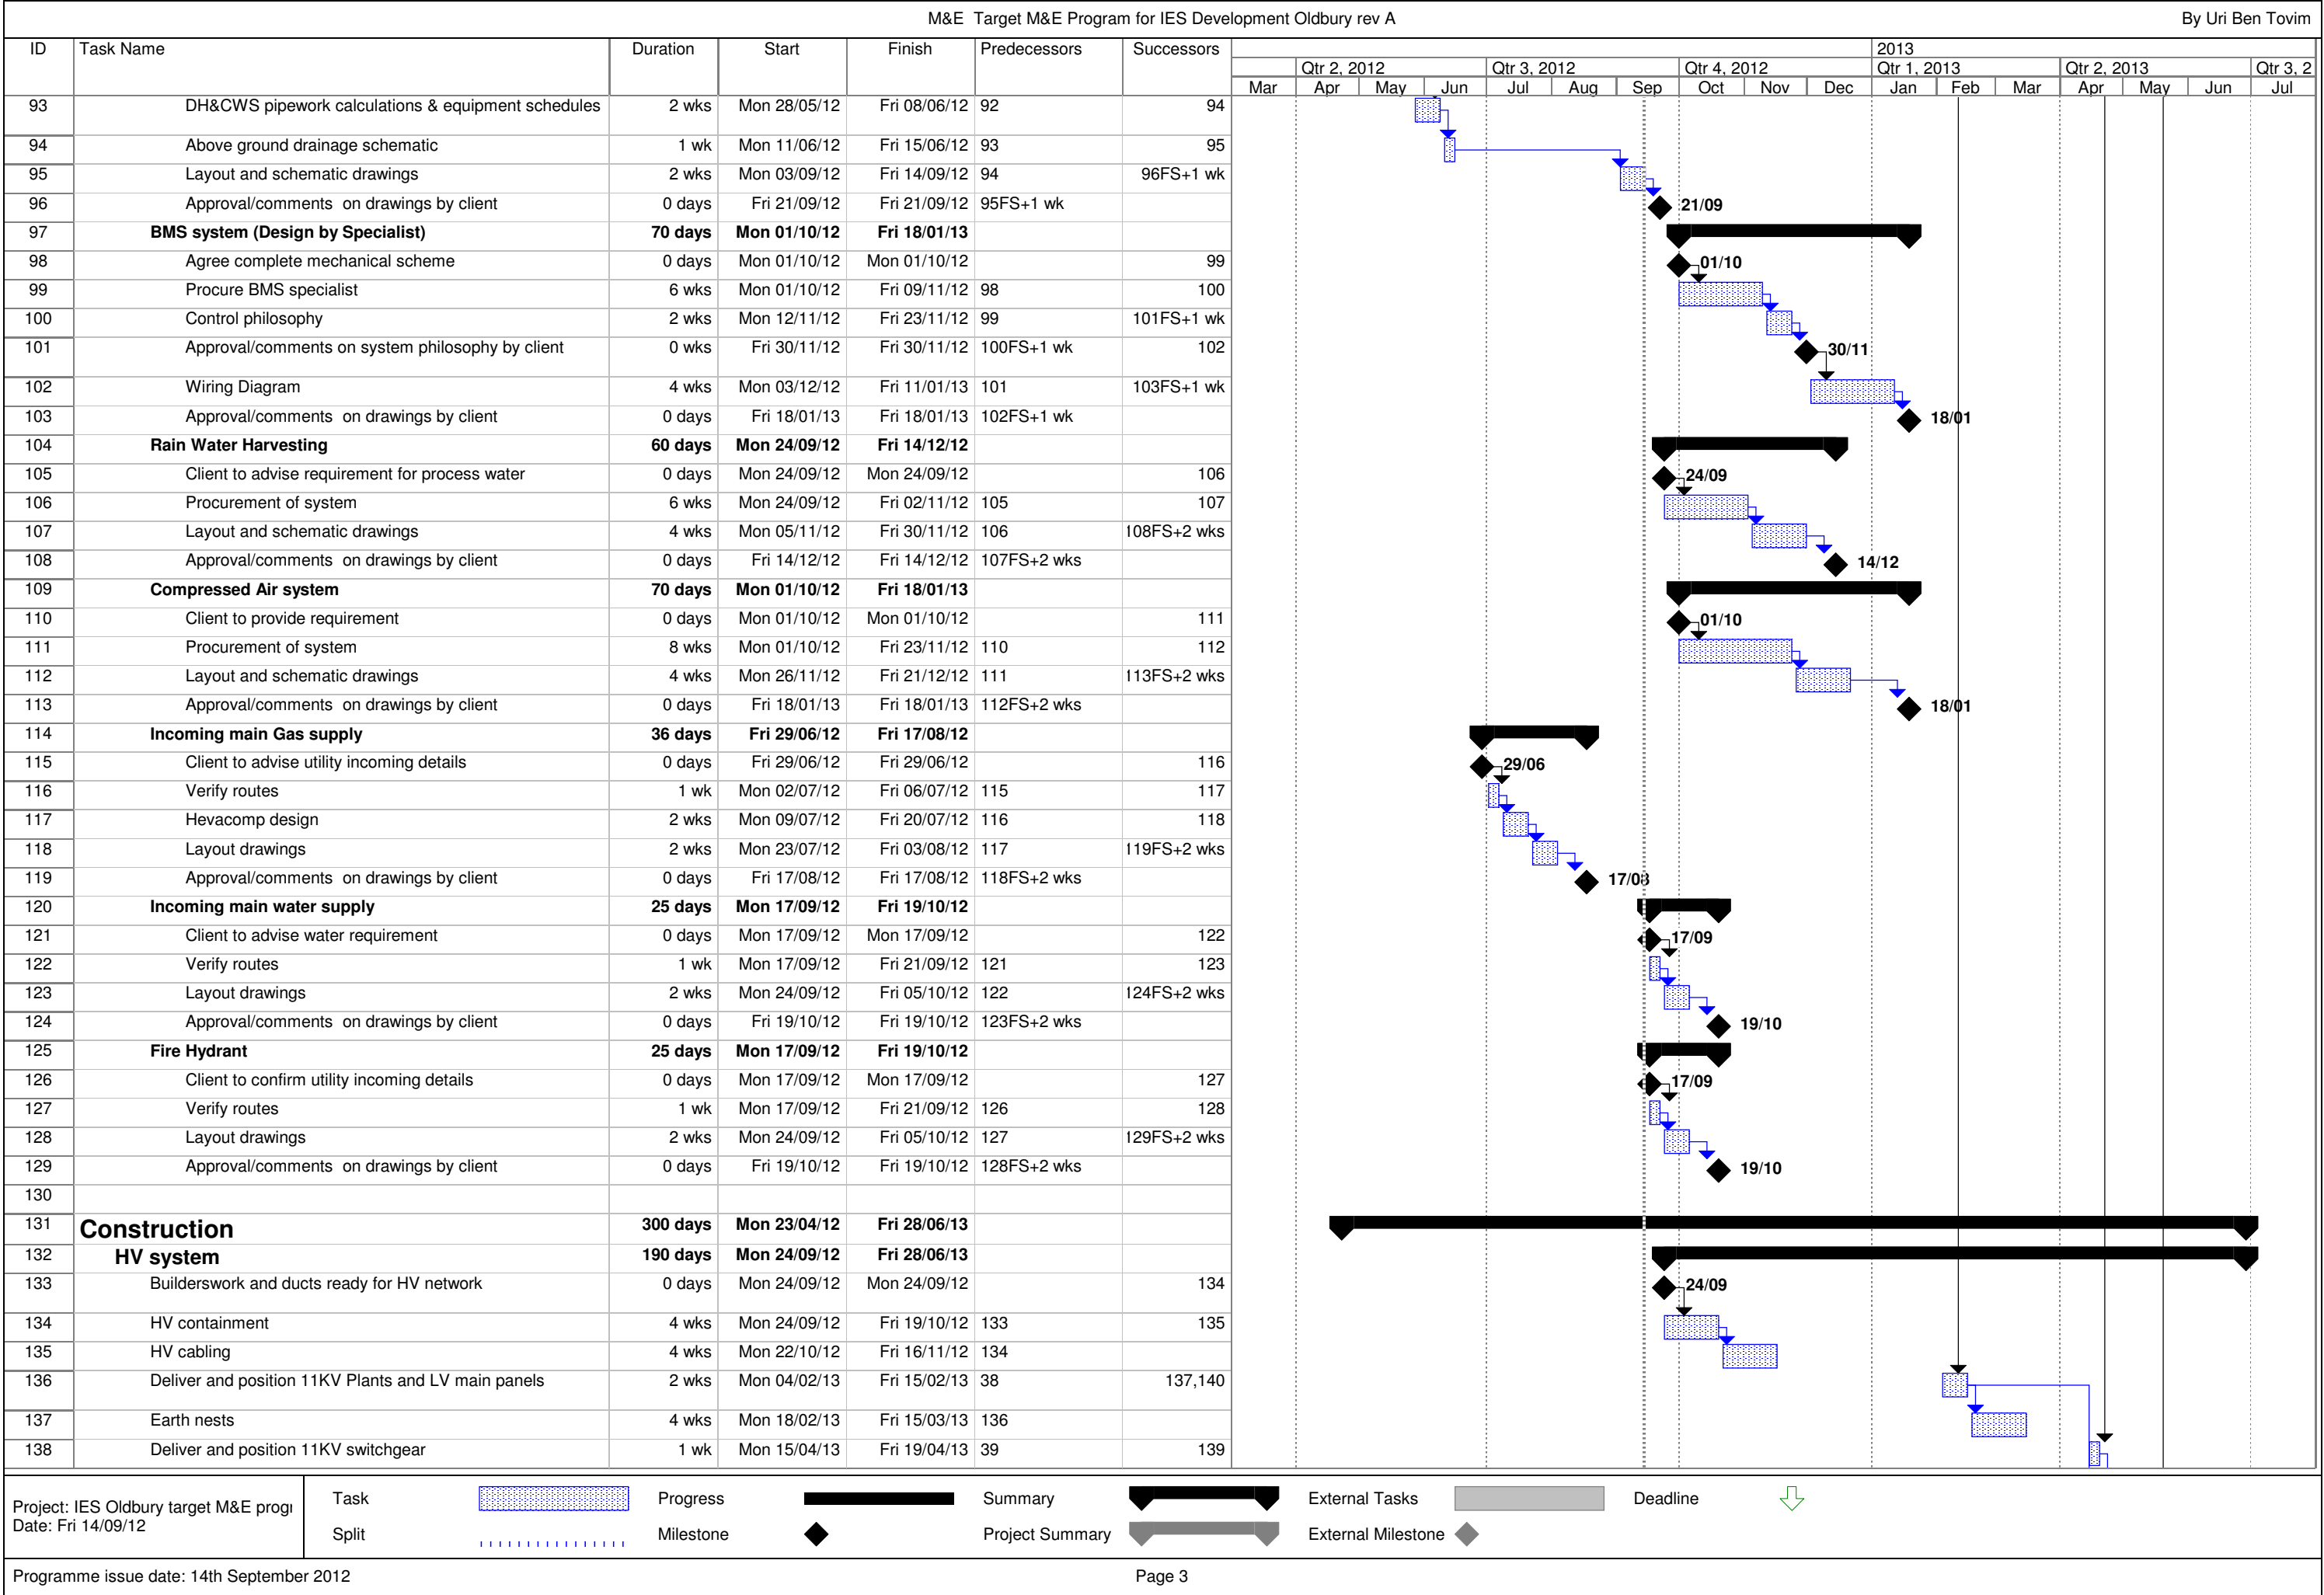 M&E Target M&E Program for IES Development Oldbury rev A By Uri Ben Tovim
ID Task Name Duration Start Finish Predecessors Successors
2013
Qtr 2, 2012 Qtr 3, 2012 Qtr 4, 2012 Qtr 1, 2013 Qtr 2, 2013 Qtr 3, 2
Mar Apr May Jun Jul Aug Sep Oct Nov Dec Jan Feb Mar Apr May Jun Jul
93 DH&CWS pipework calculations & equipment schedules 2 wks Mon 28/05/12 Fri 08/06/12 92 94
94 Above ground drainage schematic 1 wk Mon 11/06/12 Fri 15/06/12 93 95
95 Layout and schematic drawings 2 wks Mon 03/09/12 Fri 14/09/12 94 96FS+1 wk
96 Approval/comments on drawings by client 0 days Fri 21/09/12 Fri 21/09/12 95FS+1 wk 21/09
97 BMS system (Design by Specialist) 70 days Mon 01/10/12 Fri 18/01/13
98 Agree complete mechanical scheme 0 days Mon 01/10/12 Mon 01/10/12 99 01/10
99 Procure BMS specialist 6 wks Mon 01/10/12 Fri 09/11/12 98 100
100 Control philosophy 2 wks Mon 12/11/12 Fri 23/11/12 99 101FS+1 wk
101 Approval/comments on system philosophy by client 0 wks Fri 30/11/12 Fri 30/11/12 100FS+1 wk 102 30/11
102 Wiring Diagram 4 wks Mon 03/12/12 Fri 11/01/13 101 103FS+1 wk
103 Approval/comments on drawings by client 0 days Fri 18/01/13 Fri 18/01/13 102FS+1 wk 18/01
104 Rain Water Harvesting 60 days Mon 24/09/12 Fri 14/12/12
105 Client to advise requirement for process water 0 days Mon 24/09/12 Mon 24/09/12 106 24/09
106 Procurement of system 6 wks Mon 24/09/12 Fri 02/11/12 105 107
107 Layout and schematic drawings 4 wks Mon 05/11/12 Fri 30/11/12 106 108FS+2 wks
108 Approval/comments on drawings by client 0 days Fri 14/12/12 Fri 14/12/12 107FS+2 wks 14/12
109 Compressed Air system 70 days Mon 01/10/12 Fri 18/01/13
110 Client to provide requirement 0 days Mon 01/10/12 Mon 01/10/12 111 01/10
111 Procurement of system 8 wks Mon 01/10/12 Fri 23/11/12 110 112
112 Layout and schematic drawings 4 wks Mon 26/11/12 Fri 21/12/12 111 113FS+2 wks
113 Approval/comments on drawings by client 0 days Fri 18/01/13 Fri 18/01/13 112FS+2 wks 18/01
114 Incoming main Gas supply 36 days Fri 29/06/12 Fri 17/08/12
115 Client to advise utility incoming details 0 days Fri 29/06/12 Fri 29/06/12 116 29/06
116 Verify routes 1 wk Mon 02/07/12 Fri 06/07/12 115 117
117 Hevacomp design 2 wks Mon 09/07/12 Fri 20/07/12 116 118
118 Layout drawings 2 wks Mon 23/07/12 Fri 03/08/12 117 119FS+2 wks
119 Approval/comments on drawings by client 0 days Fri 17/08/12 Fri 17/08/12 118FS+2 wks 17/08
120 Incoming main water supply 25 days Mon 17/09/12 Fri 19/10/12
121 Client to advise water requirement 0 days Mon 17/09/12 Mon 17/09/12 122 17/09
122 Verify routes 1 wk Mon 17/09/12 Fri 21/09/12 121 123
123 Layout drawings 2 wks Mon 24/09/12 Fri 05/10/12 122 124FS+2 wks
124 Approval/comments on drawings by client 0 days Fri 19/10/12 Fri 19/10/12 123FS+2 wks 19/10
125 Fire Hydrant 25 days Mon 17/09/12 Fri 19/10/12
126 Client to confirm utility incoming details 0 days Mon 17/09/12 Mon 17/09/12 127 17/09
127 Verify routes 1 wk Mon 17/09/12 Fri 21/09/12 126 128
128 Layout drawings 2 wks Mon 24/09/12 Fri 05/10/12 127 129FS+2 wks
129 Approval/comments on drawings by client 0 days Fri 19/10/12 Fri 19/10/12 128FS+2 wks 19/10
130
131 Construction 300 days Mon 23/04/12 Fri 28/06/13
132 HV system 190 days Mon 24/09/12 Fri 28/06/13
133 Builderswork and ducts ready for HV network 0 days Mon 24/09/12 Mon 24/09/12 134 24/09
134 HV containment 4 wks Mon 24/09/12 Fri 19/10/12 133 135
135 HV cabling 4 wks Mon 22/10/12 Fri 16/11/12 134
136 Deliver and position 11KV Plants and LV main panels 2 wks Mon 04/02/13 Fri 15/02/13 38 137,140
137 Earth nests 4 wks Mon 18/02/13 Fri 15/03/13 136
138 Deliver and position 11KV switchgear 1 wk Mon 15/04/13 Fri 19/04/13 39 139
Project: IES Oldbury target M&E progr
Date: Fri 14/09/12
Task Progress Summary External Tasks Deadline
Split Milestone Project Summary External Milestone
Programme issue date: 14th September 2012 Page 3